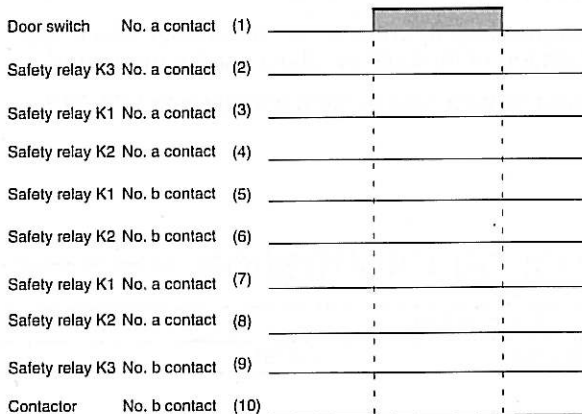 Door switch No. a contact (1)
Safety relay K3 No. a contact (2)
Safety relay K1 No. a contact (3)
Safety relay K2 No. a contact (4)
Safety relay K1 No. b contact (5)
Safety relay K2 No. b contact (6)
Safety relay K1 No. a contact (7)
Safety relay K2 No. a contact (8)
Safety relay K3 No. b contact (9)
Contactor No. b contact (10)